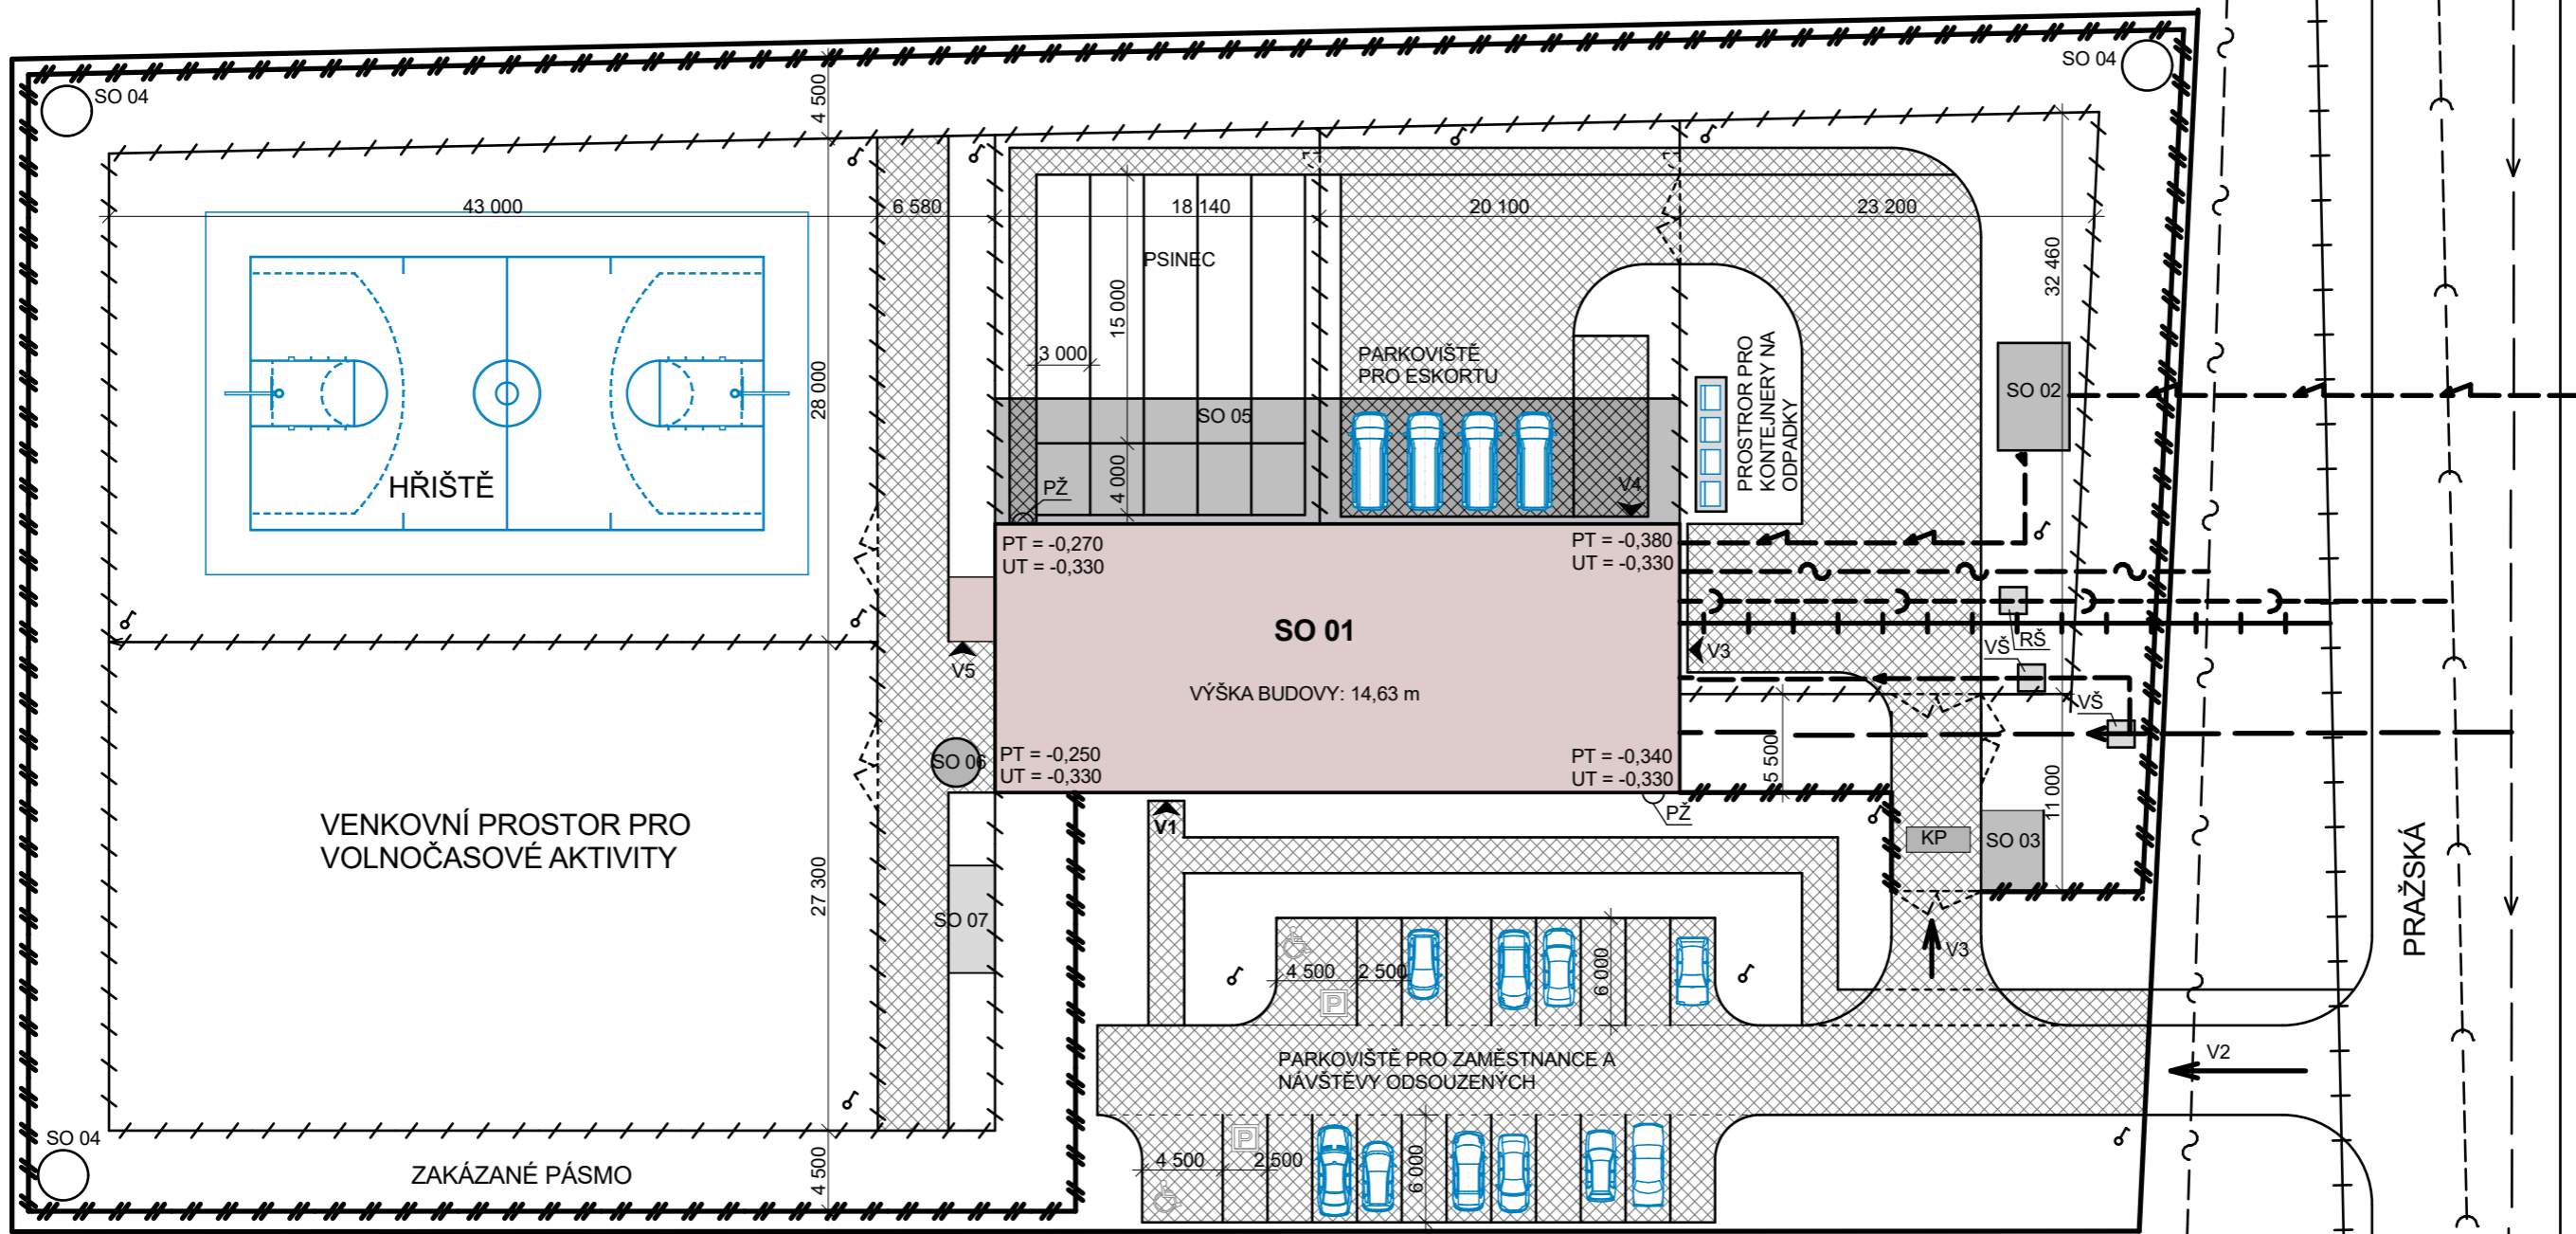 SO 04
SO 04
4 500
43 000
6 580
18 140
20 100
23 200
PSINEC
32 460
15 000
3 000
28 000
PARKOVIŠTĚ
PRO ESKORTU
PROSTROR PRO
KONTEJNERY NA
ODPADKY
SO 02
SO 05
HŘIŠTĚ
PŽ
4 000
V4
PT = -0,270
UT = -0,330
PT = -0,380
UT = -0,330
SO 01
VÝŠKA BUDOVY: 14,63 m
V5
V3
VŠ
RŠ
VŠ
SO 06
PT = -0,250
UT = -0,330
PT = -0,340
UT = -0,330
5 500
11 000
PŽ
V1
VENKOVNÍ PROSTOR PRO
VOLNOČASOVÉ AKTIVITY
KP
SO 03
PRAŽSKÁ
27 300
SO 07
V3
4 500
2 500
6 000
P
PARKOVIŠTĚ PRO ZAMĚSTNANCE A
NÁVŠTĚVY ODSOUZENÝCH
V2
SO 04
ZAKÁZANÉ PÁSMO
4 500
P
4 500
2 500
6 000